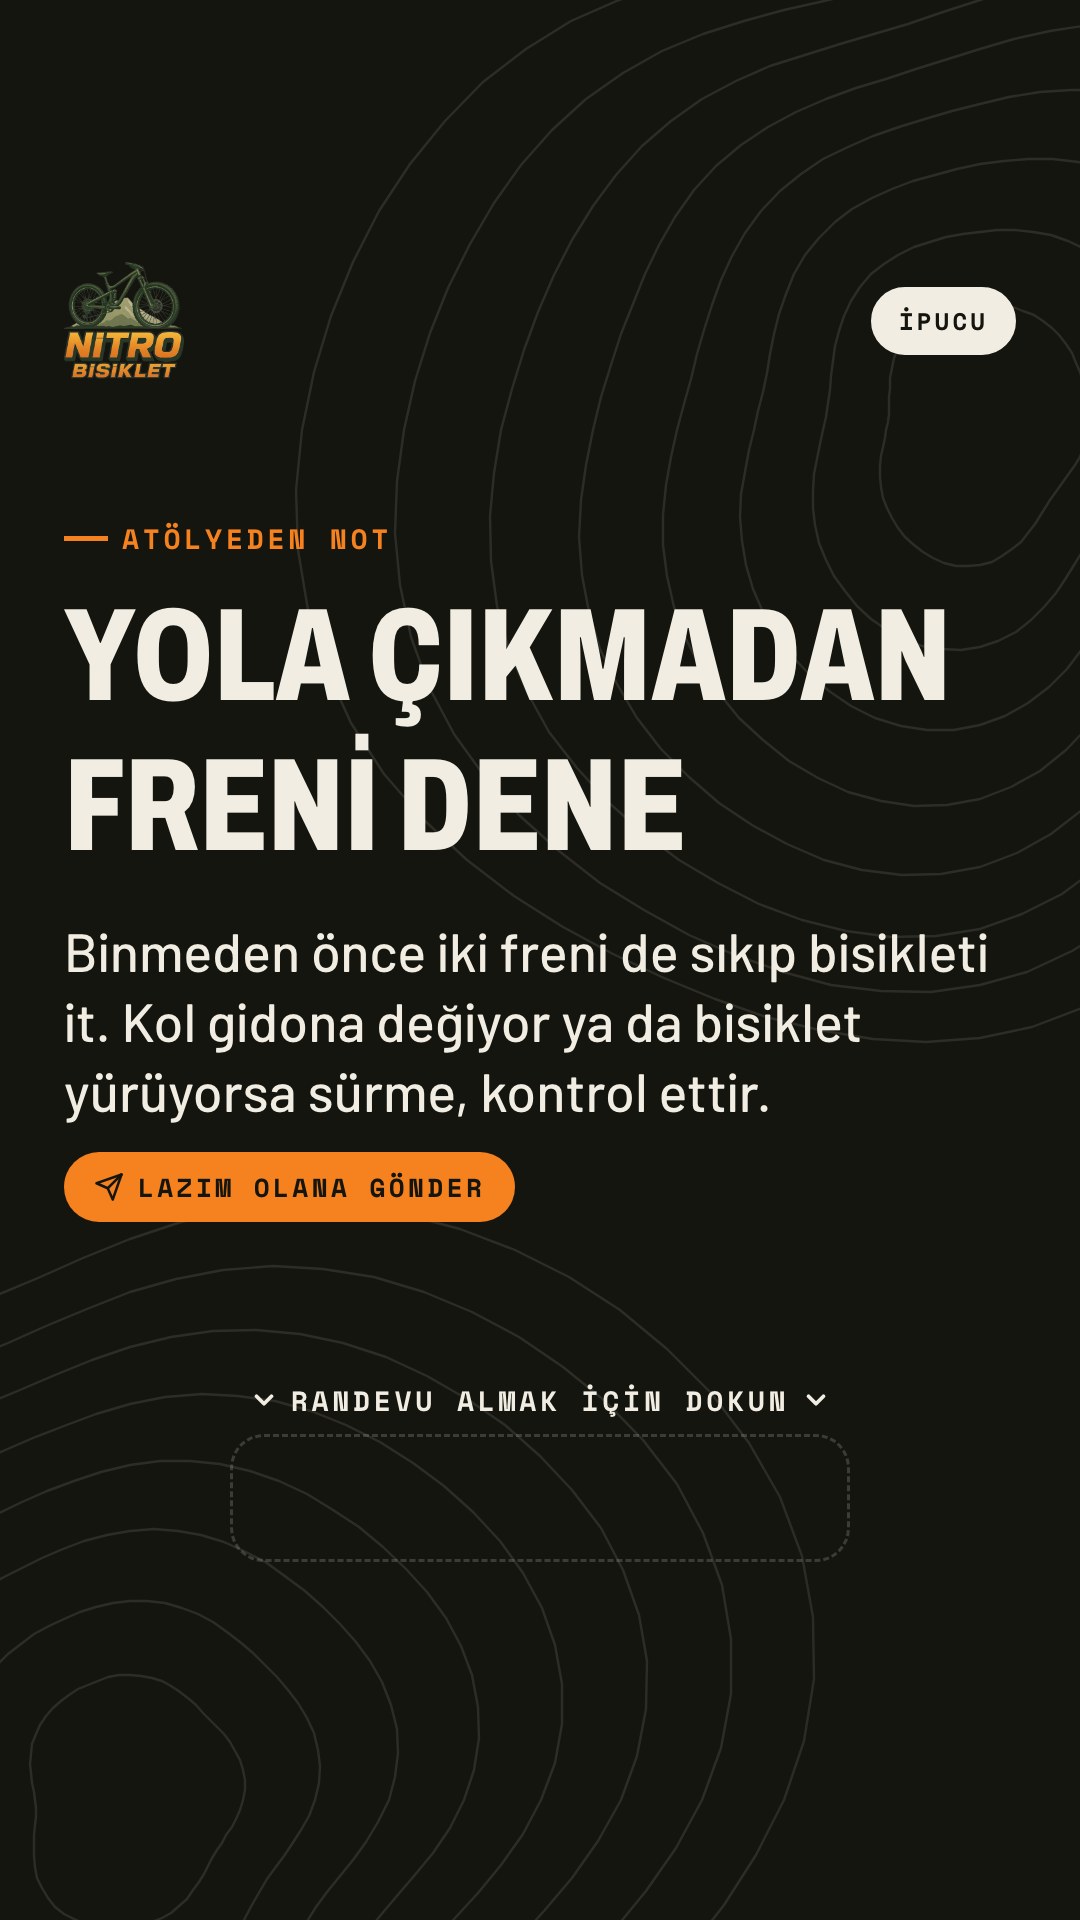 NiTRO
BiSiKLET
İPUCU
ATÖLYEDEN NOT
YOLA ÇIKMADAN
FRENİ DENE
Binmeden önce iki freni de sıkıp bisikleti
it. Kol gidona değiyor ya da bisiklet
yürüyorsa sürme, kontrol ettir.
LAZIM OLANA GÖNDER
RANDEVU ALMAK İÇİN DOKUN